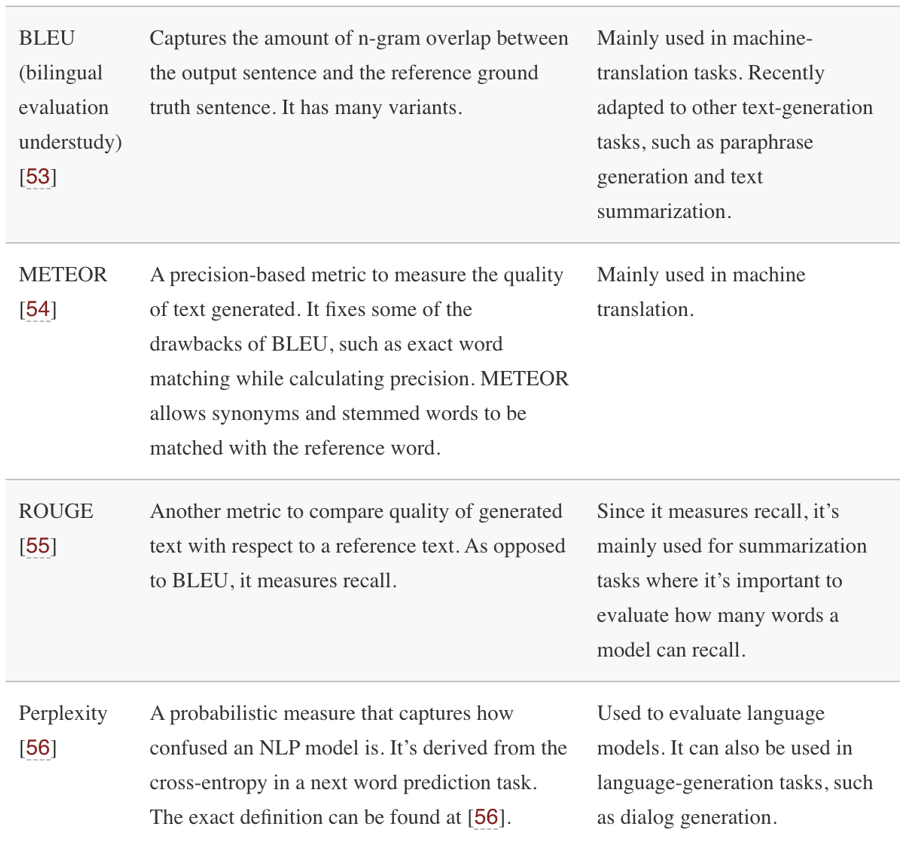 BLEU
(bilingual
evaluation
understudy)
[53]
Captures the amount of n-gram overlap between
the output sentence and the reference ground
truth sentence. It has many variants.
Mainly used in machine-
translation tasks. Recently
adapted to other text-generation
tasks, such as paraphrase
generation and text
summarization.
METEOR
[54]
A precision-based metric to measure the quality
of text generated. It fixes some of the
drawbacks of BLEU, such as exact word
matching while calculating precision. METEOR
allows synonyms and stemmed words to be
matched with the reference word.
Mainly used in machine
translation.
ROUGE
[55]
Another metric to compare quality of generated
text with respect to a reference text. As opposed
to BLEU, it measures recall.
Since it measures recall, it’s
mainly used for summarization
tasks where it’s important to
evaluate how many words a
model can recall.
Perplexity
[56]
A probabilistic measure that captures how
confused an NLP model is. It’s derived from the
cross-entropy in a next word prediction task.
The exact definition can be found at [56].
Used to evaluate language
models. It can also be used in
language-generation tasks, such
as dialog generation.